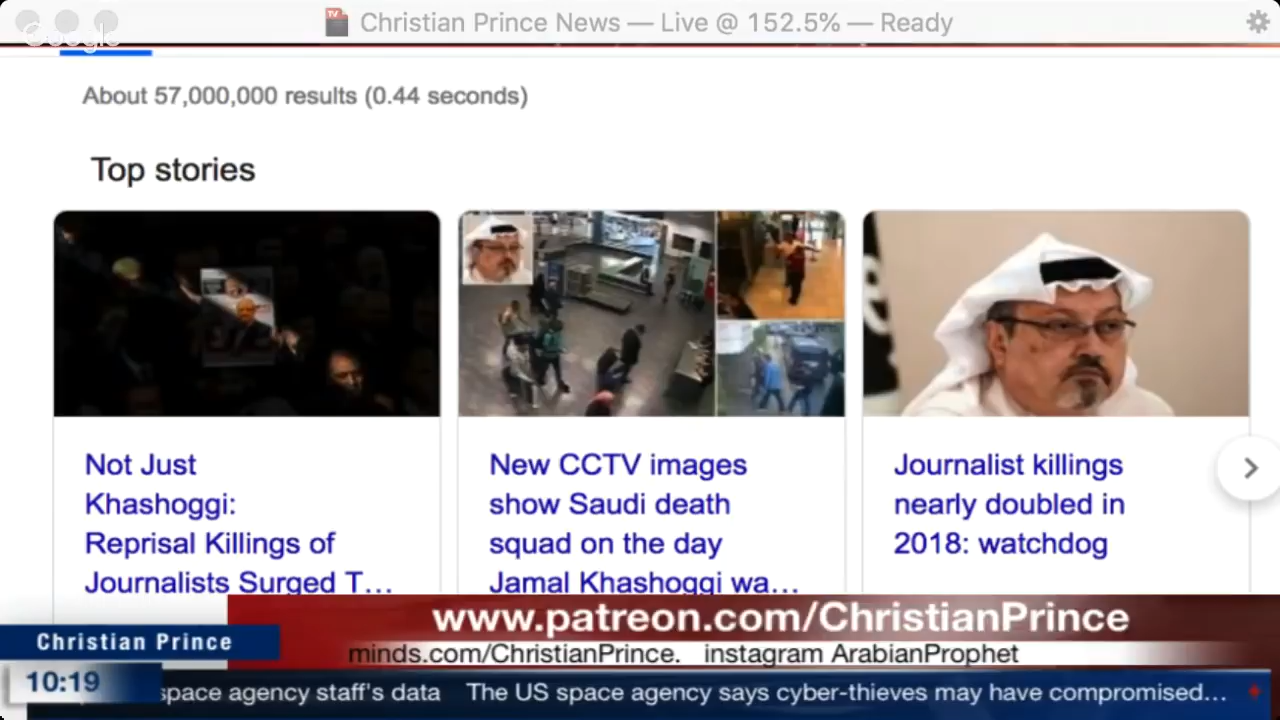 Christian Prince News — Live @ 152.5% — Ready
Google
About 57,000,000 results (0.44 seconds)
Top stories
Not Just
Khashoggi:
Reprisal Killings of
Journalists Surged T...
New CCTV images
show Saudi death
squad on the day
Jamal Khashoggi wa...
Journalist killings
nearly doubled in
2018: watchdog
www.patreon.com/ChristianPrince
Christian Prince
minds.com/ChristianPrince. instagram ArabianProphet
10:19
space agency staff's data The US space agency says cyber-thieves may have compromised...